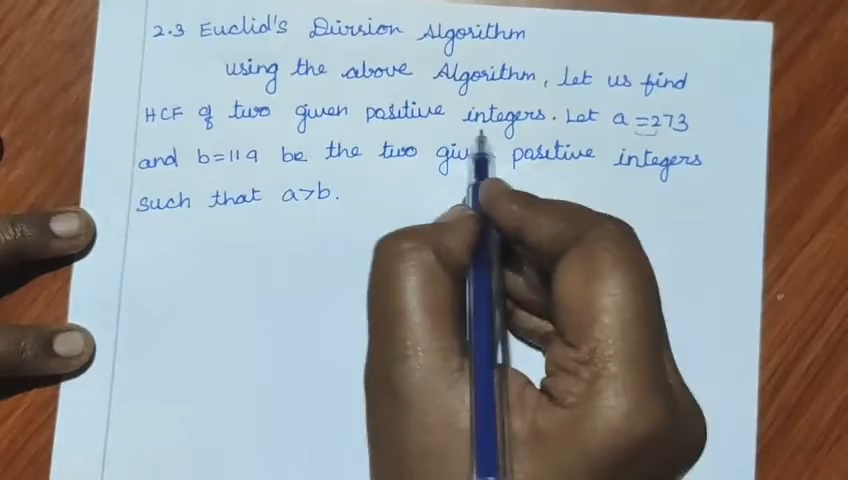 2.3 Euclid's Division Algorithm
using the above Algorithm, Let us find
HCF of two given positive integers. Let a = 273
and b = 119 be the two positive integers
such that a>b.